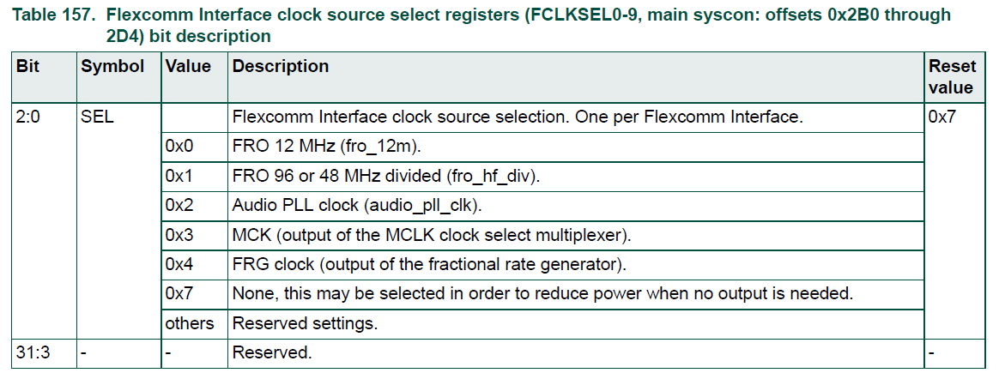 Table 157. Flexcomm Interface clock source select registers (FCLKSEL0-9, main syscon: offsets 0x2B0 through
2D4) bit description
Bit Symbol Value Description Reset
value
2:0 SEL Flexcomm Interface clock source selection. One per Flexcomm Interface. 0x7
0x0 FRO 12 MHz (fro_12m).
0x1 FRO 96 or 48 MHz divided (fro_hf_div).
0x2 Audio PLL clock (audio_pll_clk).
0x3 MCK (output of the MCLK clock select multiplexer).
0x4 FRG clock (output of the fractional rate generator).
0x7 None, this may be selected in order to reduce power when no output is needed.
others Reserved settings.
31:3 - - Reserved. -